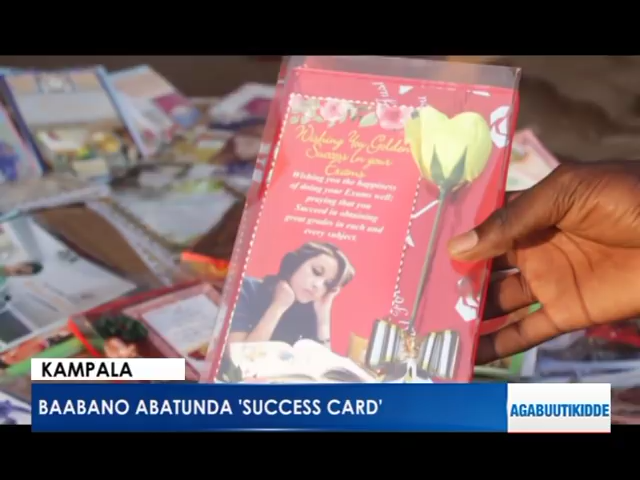 Wishing You Golden
Success In your
Exams
Wishing you the happiness
of doing your Exams well;
praying that you
Succeed in obtaining
great grades in each and
every subject.
KAMPALA
BAABANO ABATUNDA 'SUCCESS CARD'
AGABUUTIKIDDE